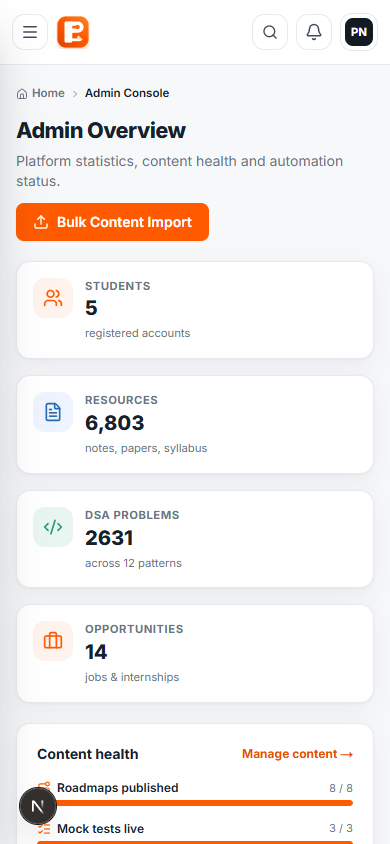 PN
Home > Admin Console
Admin Overview
Platform statistics, content health and automation
status.
Bulk Content Import
STUDENTS
5
registered accounts
RESOURCES
6,803
notes, papers, syllabus
DSA PROBLEMS
2631
across 12 patterns
OPPORTUNITIES
14
jobs & internships
Content health Manage content →
Roadmaps published 8 / 8
N
Mock tests live 3 / 3